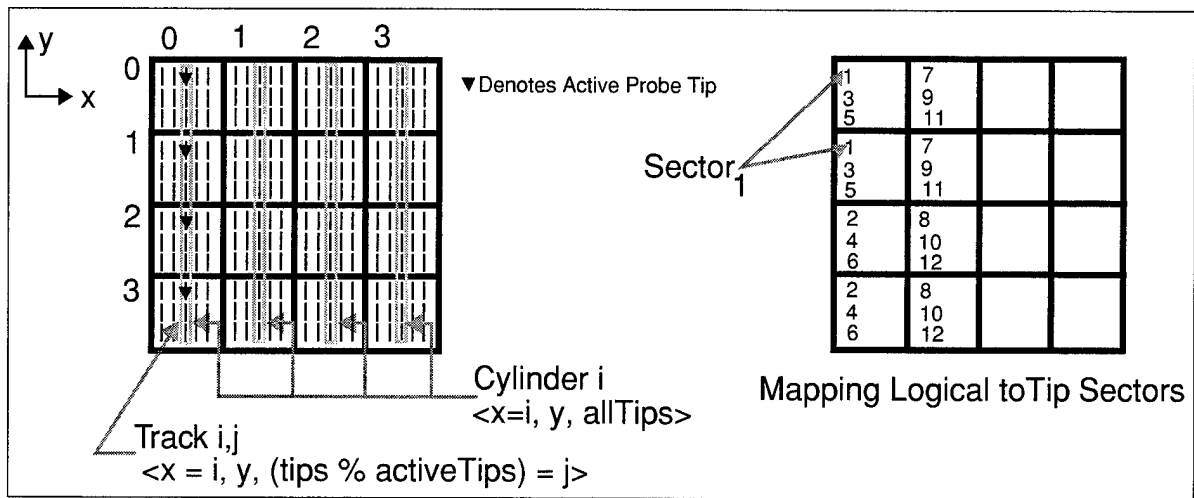 y
x
0 1 2 3
0
1
2
3
▼Denotes Active Probe Tip
Cylinder i
<x=i, y, allTips>
Track i,j
<x = i, y, (tips % activeTips) = j>
Sector1
1 7
3 9
5 11
1 7
3 9
5 11
2 8
4 10
6 12
2 8
4 10
6 12
Mapping Logical toTip Sectors